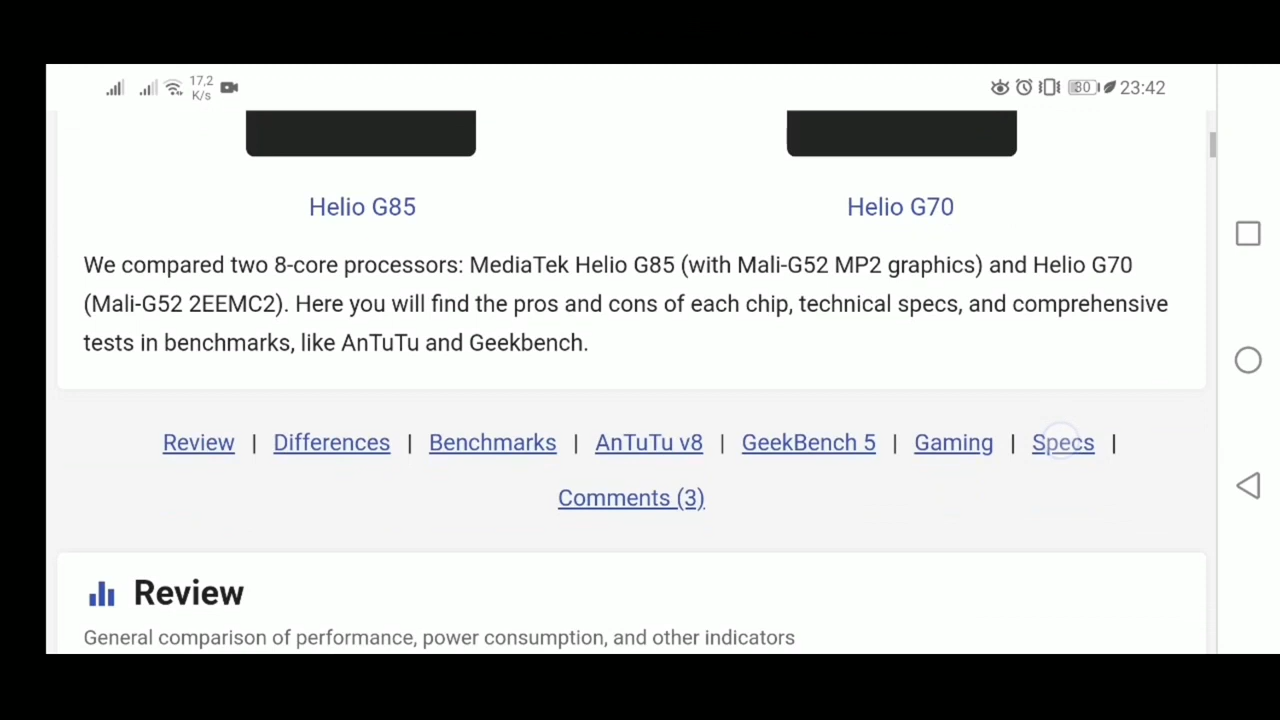 17,2
K/s
80
23:42
Helio G85
Helio G70
We compared two 8-core processors: MediaTek Helio G85 (with Mali-G52 MP2 graphics) and Helio G70
(Mali-G52 2EEMC2). Here you will find the pros and cons of each chip, technical specs, and comprehensive
tests in benchmarks, like AnTuTu and Geekbench.
Review | Differences | Benchmarks | AnTuTu v8 | GeekBench 5 | Gaming | Specs |
Comments (3)
Review
General comparison of performance, power consumption, and other indicators